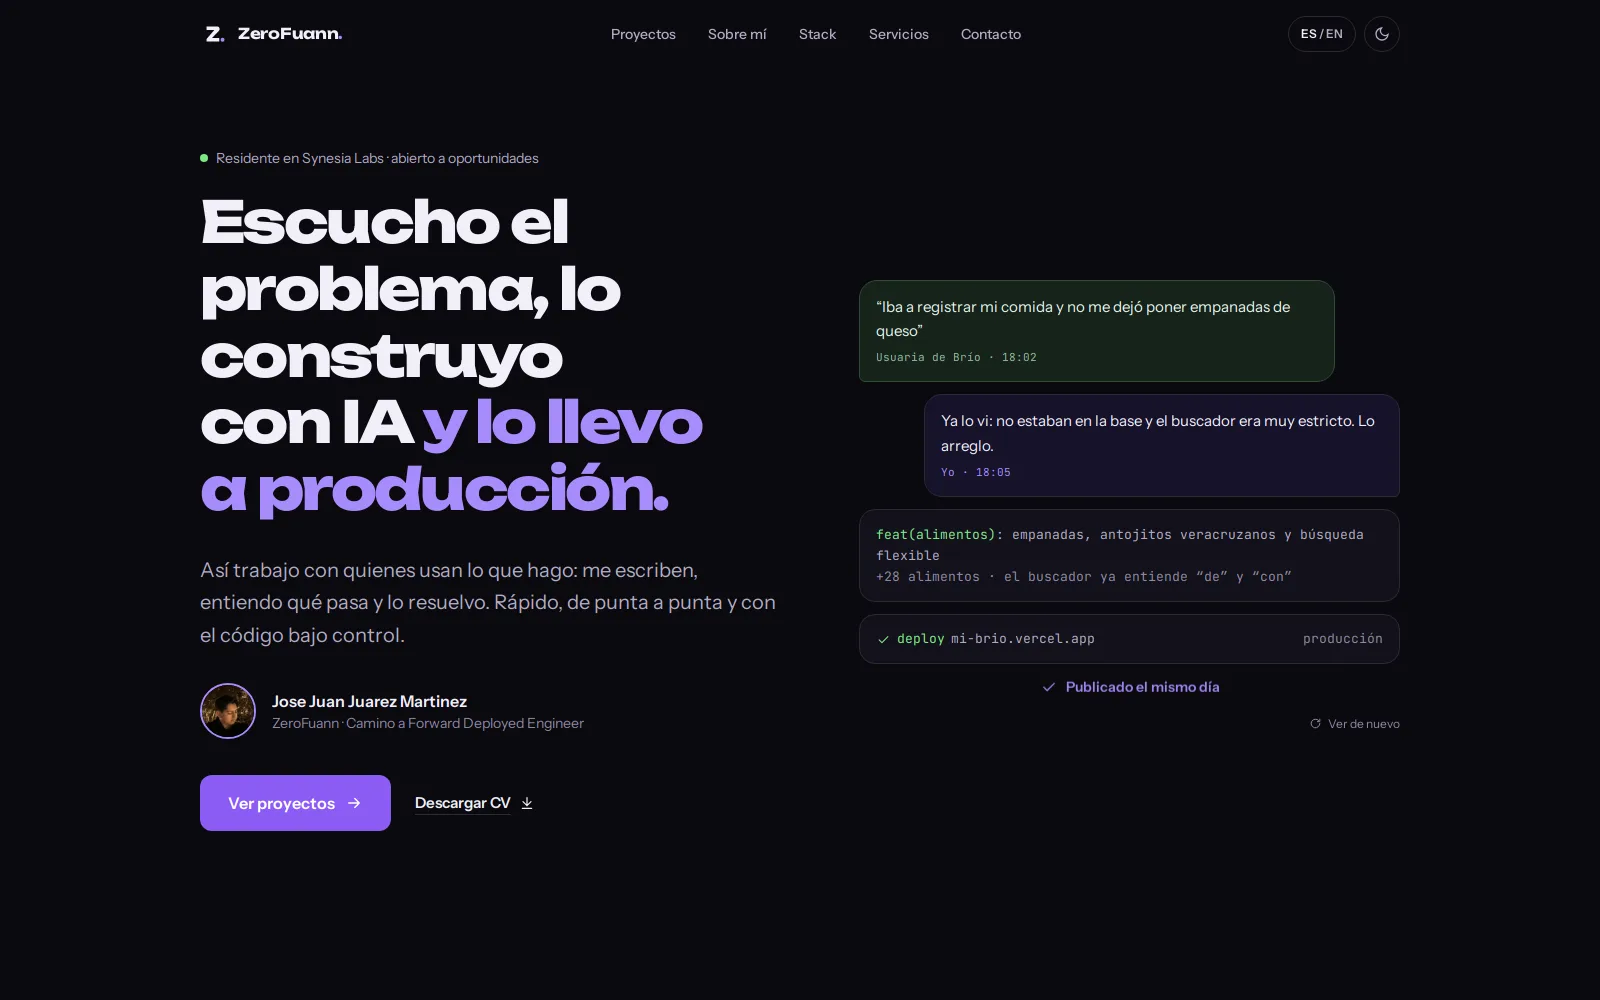 Z. ZeroFuann.
Proyectos Sobre mí Stack Servicios Contacto
ES / EN
Residente en Synesia Labs · abierto a oportunidades
Escucho el
problema, lo
construyo
con IA y lo llevo
a producción.
Así trabajo con quienes usan lo que hago: me escriben,
entiendo qué pasa y lo resuelvo. Rápido, de punta a punta y con
el código bajo control.
Jose Juan Juarez Martinez
ZeroFuann · Camino a Forward Deployed Engineer
Ver proyectos →
Descargar CV
“Iba a registrar mi comida y no me dejó poner empanadas de
queso”
Usuaria de Brío · 18:02
Ya lo vi: no estaban en la base y el buscador era muy estricto. Lo
arreglo.
Yo · 18:05
feat(alimentos): empanadas, antojitos veracruzanos y búsqueda
flexible
+28 alimentos · el buscador ya entiende “de” y “con”
✓ deploy mi-brio.vercel.app producción
✓ Publicado el mismo día
Ver de nuevo